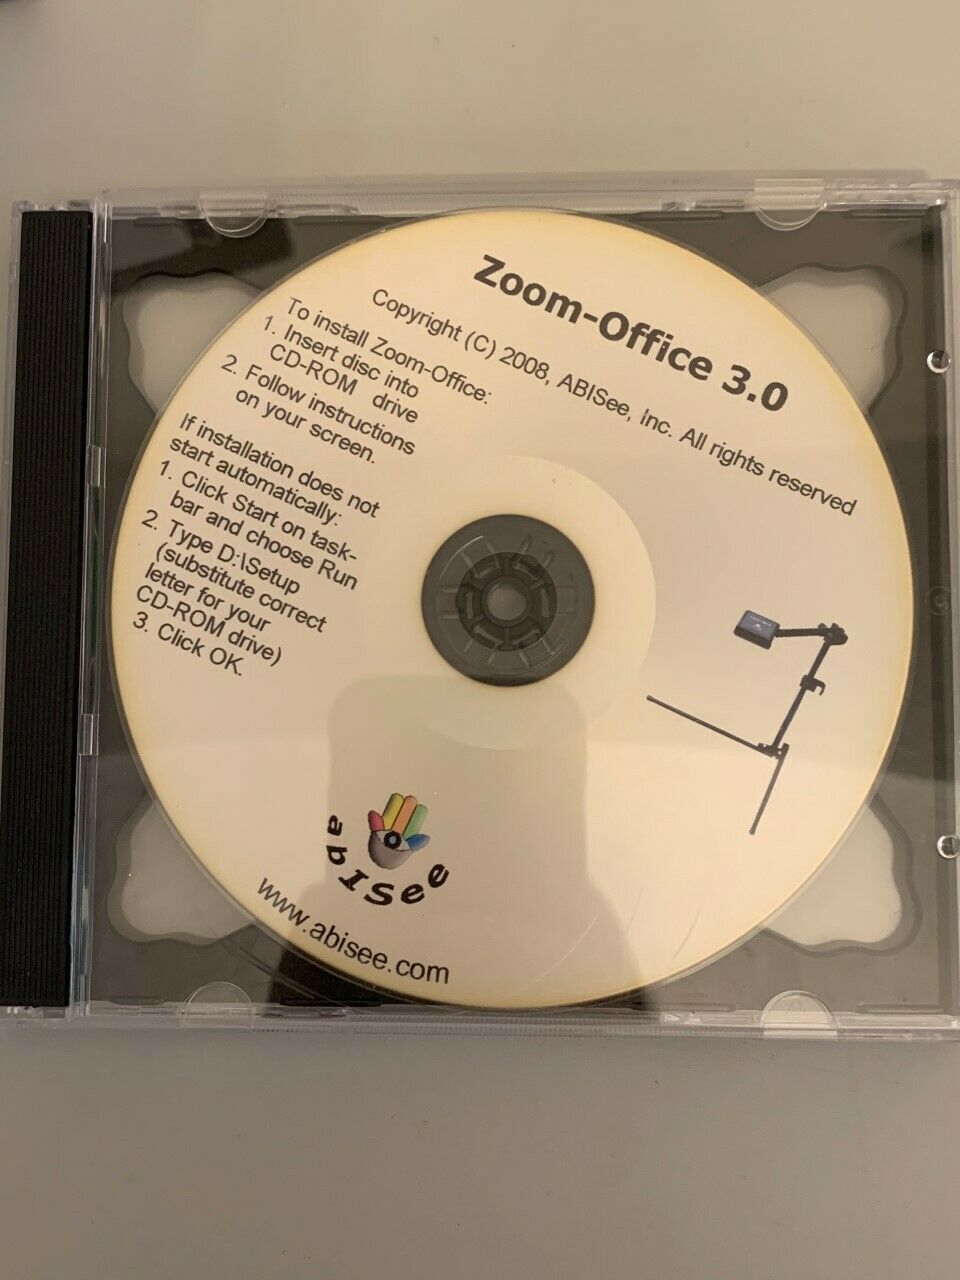 Zoom-Office 3.0
Copyright (C) 2008, ABISee, Inc. All rights reserved
To install Zoom-Office:
1. Insert disc into
CD-ROM drive
2. Follow instructions
on your screen.
If installation does not
start automatically:
1. Click Start on task-
bar and choose Run
2. Type D:\Setup
(substitute correct
letter for your
CD-ROM drive)
3. Click OK.
abISee
www.abisee.com